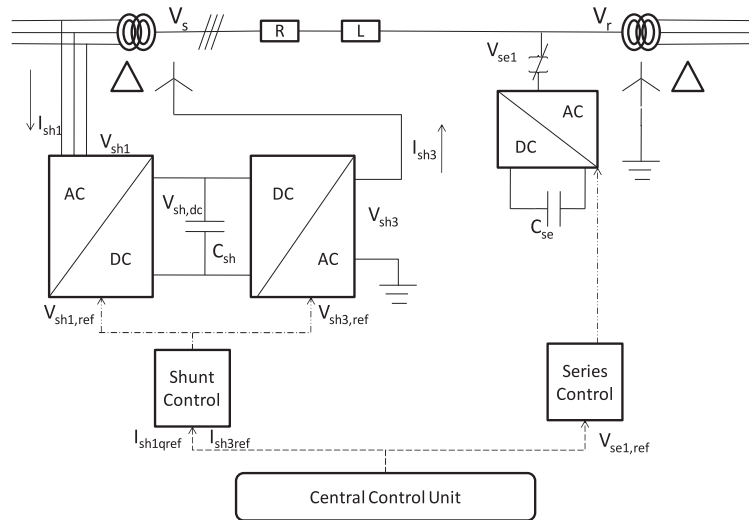 V_s
V_r
R
L
V_se1
I_sh1
V_sh1
I_sh3
AC
DC
AC
DC
V_sh,dc
C_sh
DC
AC
V_sh3
C_se
V_sh1,ref
V_sh3,ref
Shunt
Control
Series
Control
I_sh1qref
I_sh3ref
V_se1,ref
Central Control Unit